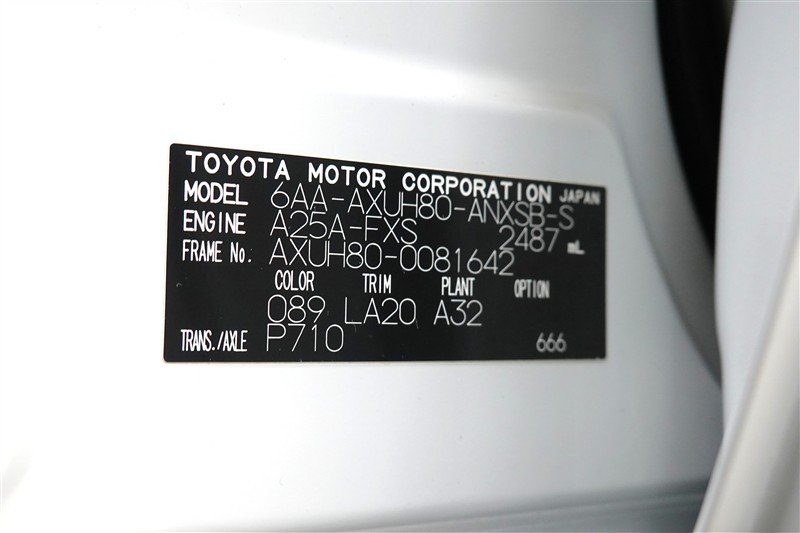 TOYOTA MOTOR CORPORATION JAPAN
MODEL 6AA-AXUH80-ANXSB-S
ENGINE A25A-FXS 2487 mL
FRAME No. AXUH80-0081642
COLOR TRIM PLANT OPTION
089 LA20 A32
TRANS./AXLE P710 666